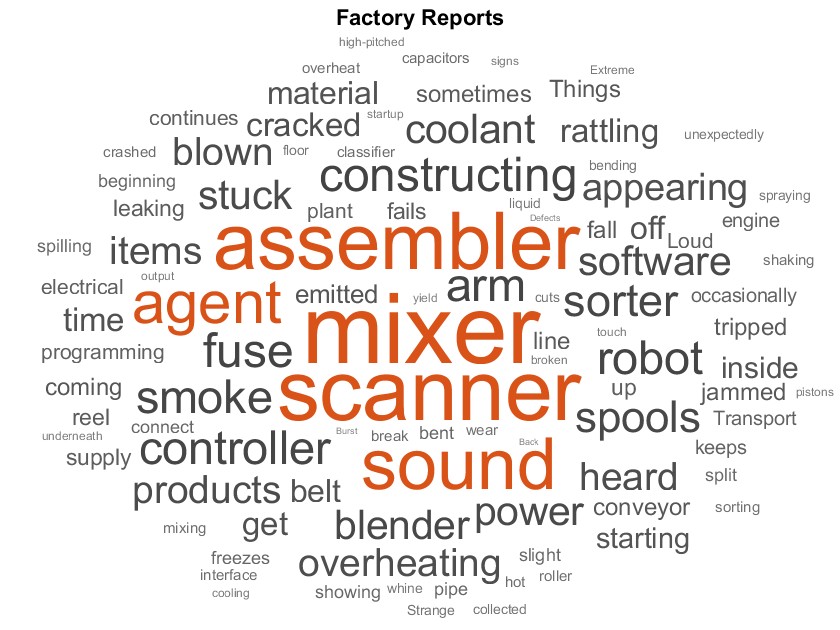 Factory Reports
high-pitched
capacitors signs
overheat Extreme
material sometimes Things
continues cracked startup coolant rattling unexpectedly
crashed blown floor classifier
beginning stuck constructing bending appearing spraying
leaking plant fails liquid Defects fall off Loud engine
spilling items assembler software shaking
electrical output agent emitted yield arm cuts sorter occasionally
time fuse mixer line touch tripped
programming broken robot inside
coming smoke scanner up jammed pistons
reel connect spools Transport
underneath supply controller Burst break bent wear Back keeps
sound heard split
products belt
mixing get blender power conveyor sorting
starting
freezes overheating slight
interface hot roller
cooling showing whine pipe
Strange collected